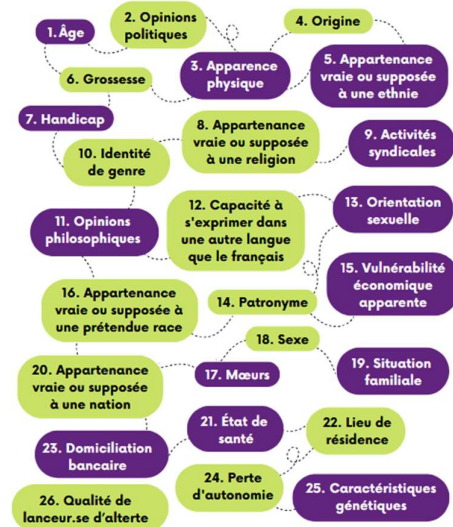 1. Âge
2. Opinions
politiques
3. Apparence
physique
4. Origine
5. Appartenance
vraie ou supposée
à une ethnie
6. Grossesse
7. Handicap
8. Appartenance
vraie ou supposée
à une religion
9. Activités
syndicales
10. Identité
de genre
11. Opinions
philosophiques
12. Capacité à
s'exprimer dans
une autre langue
que le français
13. Orientation
sexuelle
14. Patronyme
15. Vulnérabilité
économique
apparente
16. Appartenance
vraie ou supposée à
une prétendue race
17. Mœurs
18. Sexe
19. Situation
familiale
20. Appartenance
vraie ou supposée
à une nation
21. État de
santé
22. Lieu de
résidence
23. Domiciliation
bancaire
24. Perte
d'autonomie
25. Caractéristiques
génétiques
26. Qualité de
lanceur.se d'alterte